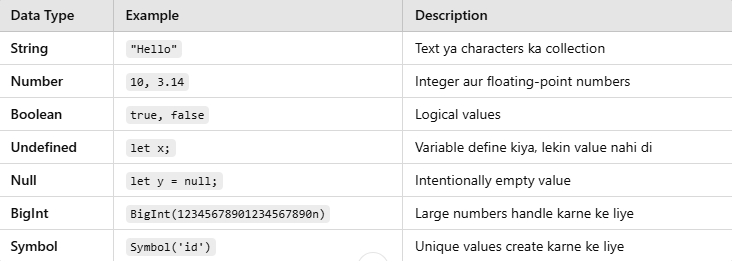 Data Type Example Description
String "Hello" Text ya characters ka collection
Number 10, 3.14 Integer aur floating-point numbers
Boolean true, false Logical values
Undefined let x; Variable define kiya, lekin value nahi di
Null let y = null; Intentionally empty value
BigInt BigInt(12345678901234567890n) Large numbers handle karne ke liye
Symbol Symbol('id') Unique values create karne ke liye